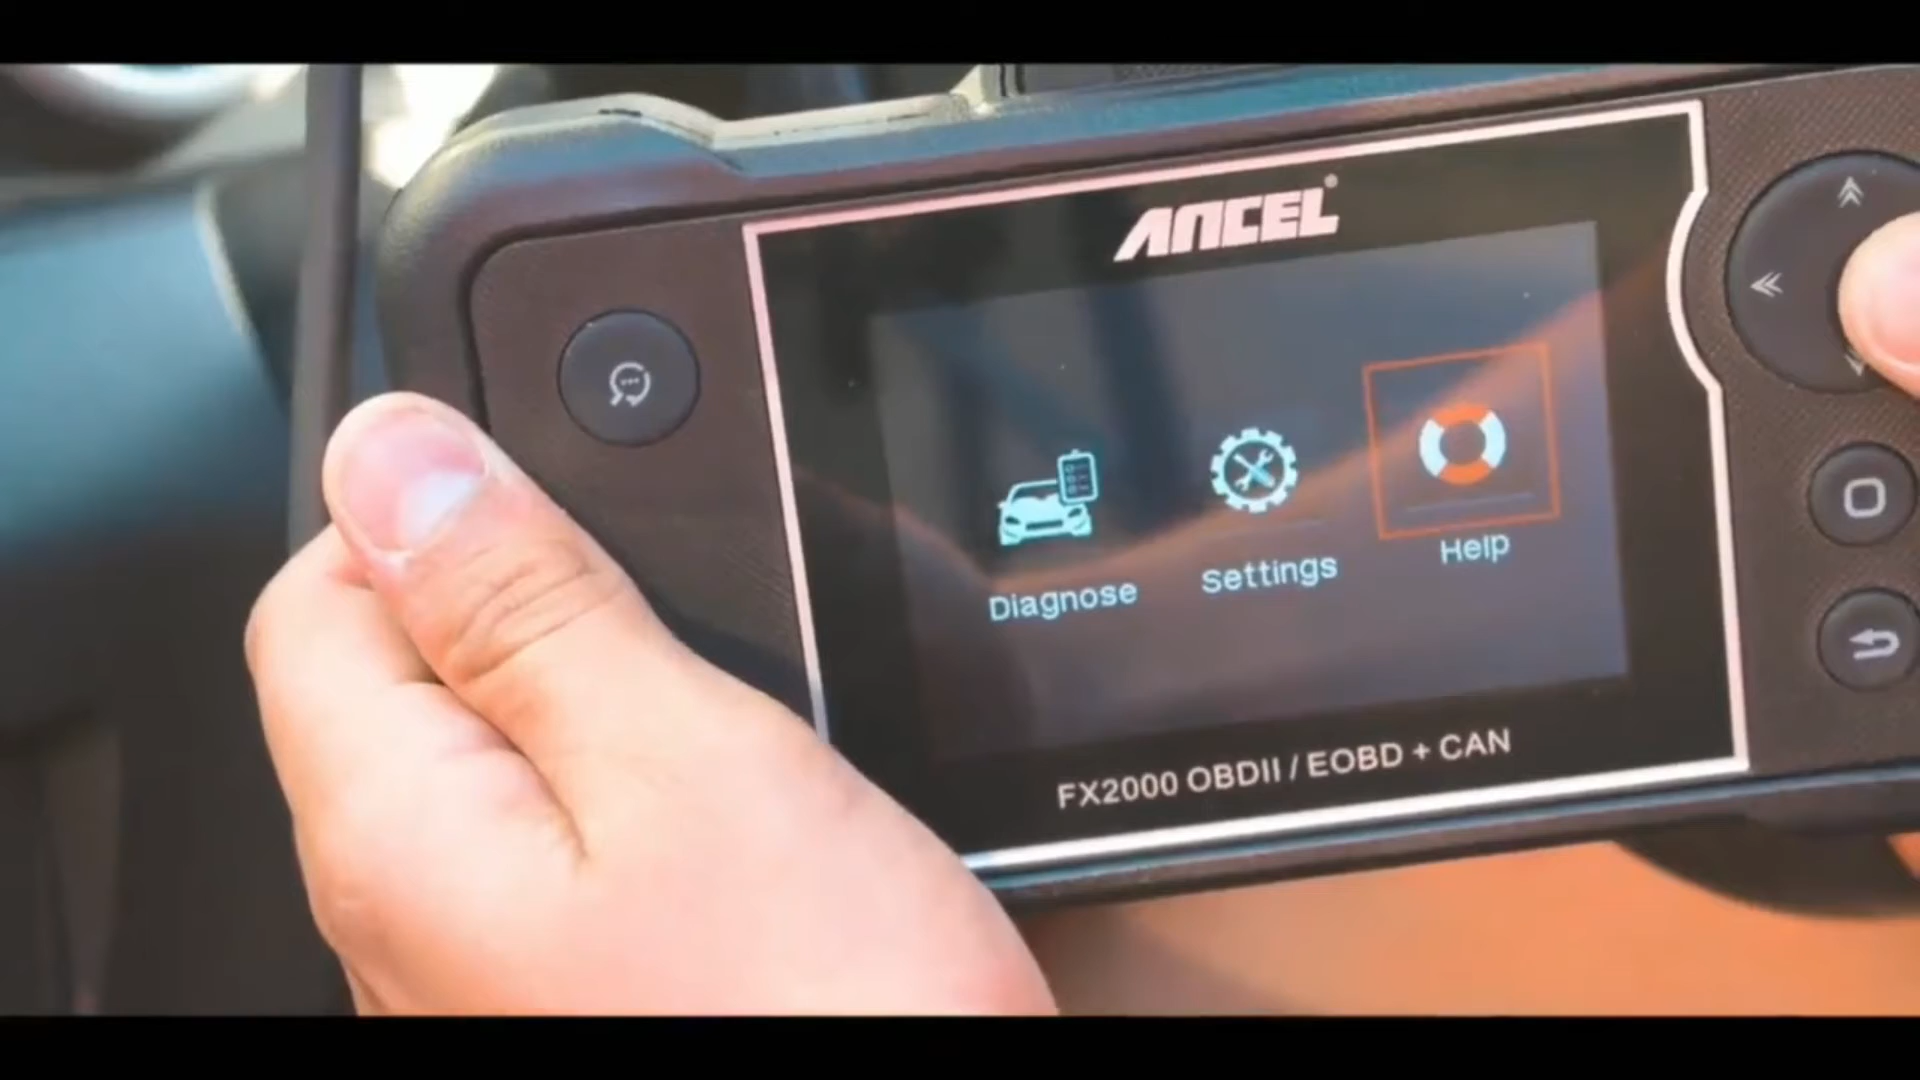 ANCEL®
Diagnose
Settings
Help
FX2000 OBDII / EOBD + CAN